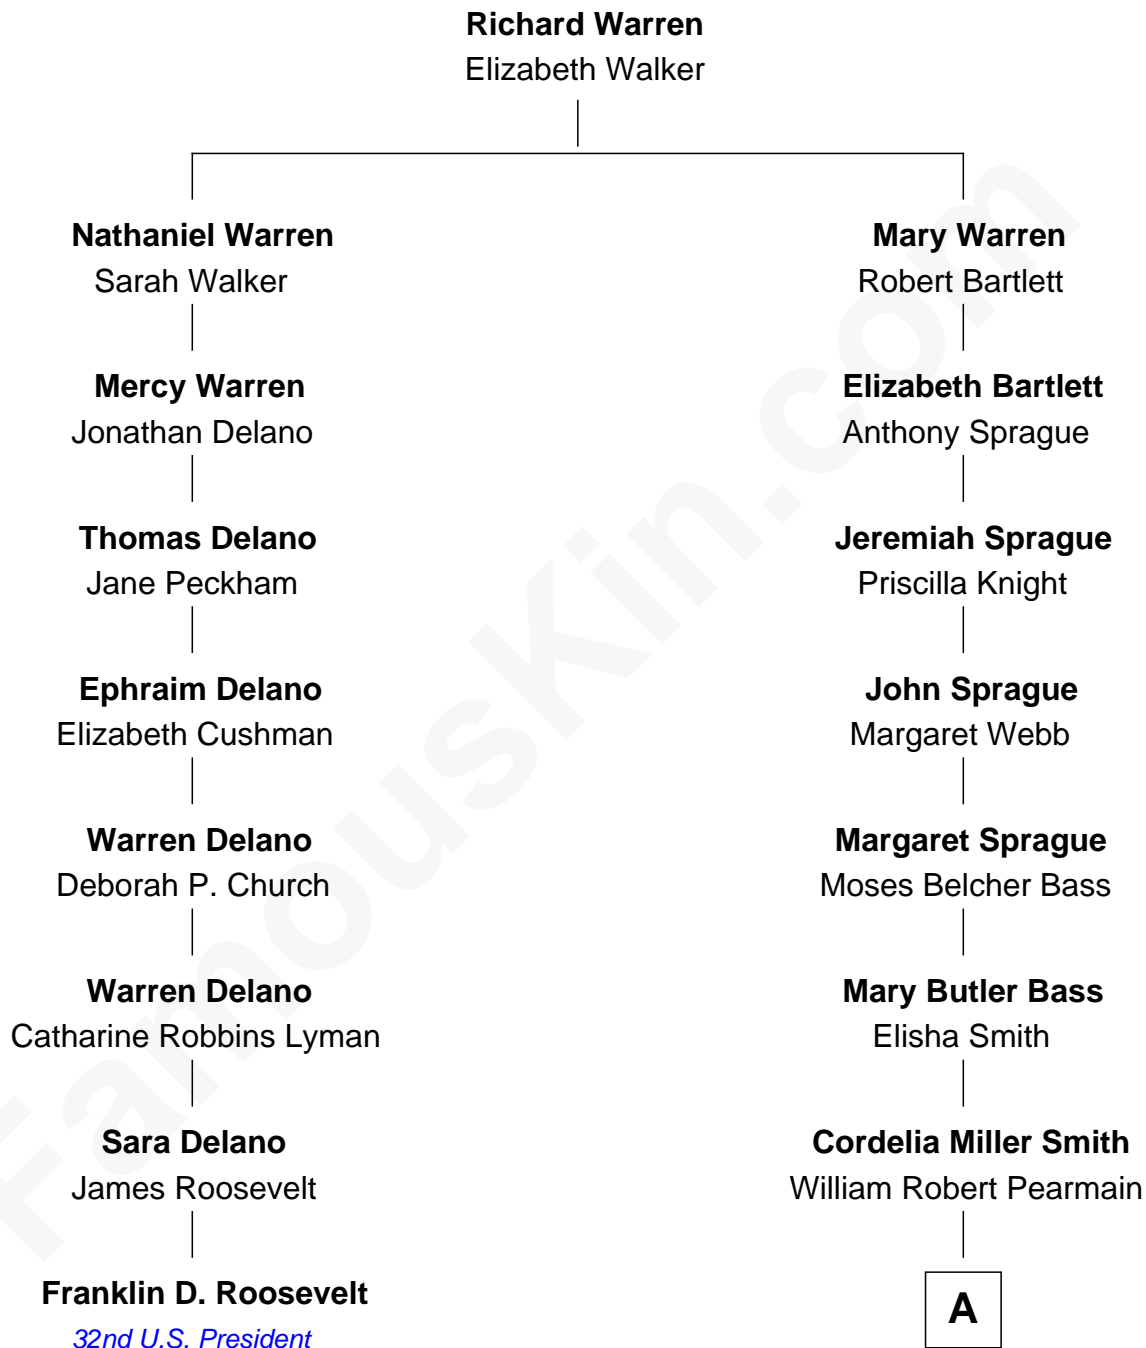 Richard Warren
Elizabeth Walker
Nathaniel Warren
Sarah Walker
Mary Warren
Robert Bartlett
Mercy Warren
Jonathan Delano
Elizabeth Bartlett
Anthony Sprague
Thomas Delano
Jane Peckham
Jeremiah Sprague
Priscilla Knight
Ephraim Delano
Elizabeth Cushman
John Sprague
Margaret Webb
Warren Delano
Deborah P. Church
Margaret Sprague
Moses Belcher Bass
Warren Delano
Catharine Robbins Lyman
Mary Butler Bass
Elisha Smith
Sara Delano
James Roosevelt
Cordelia Miller Smith
William Robert Pearmain
Franklin D. Roosevelt
32nd U.S. President
A
FamousKin.com